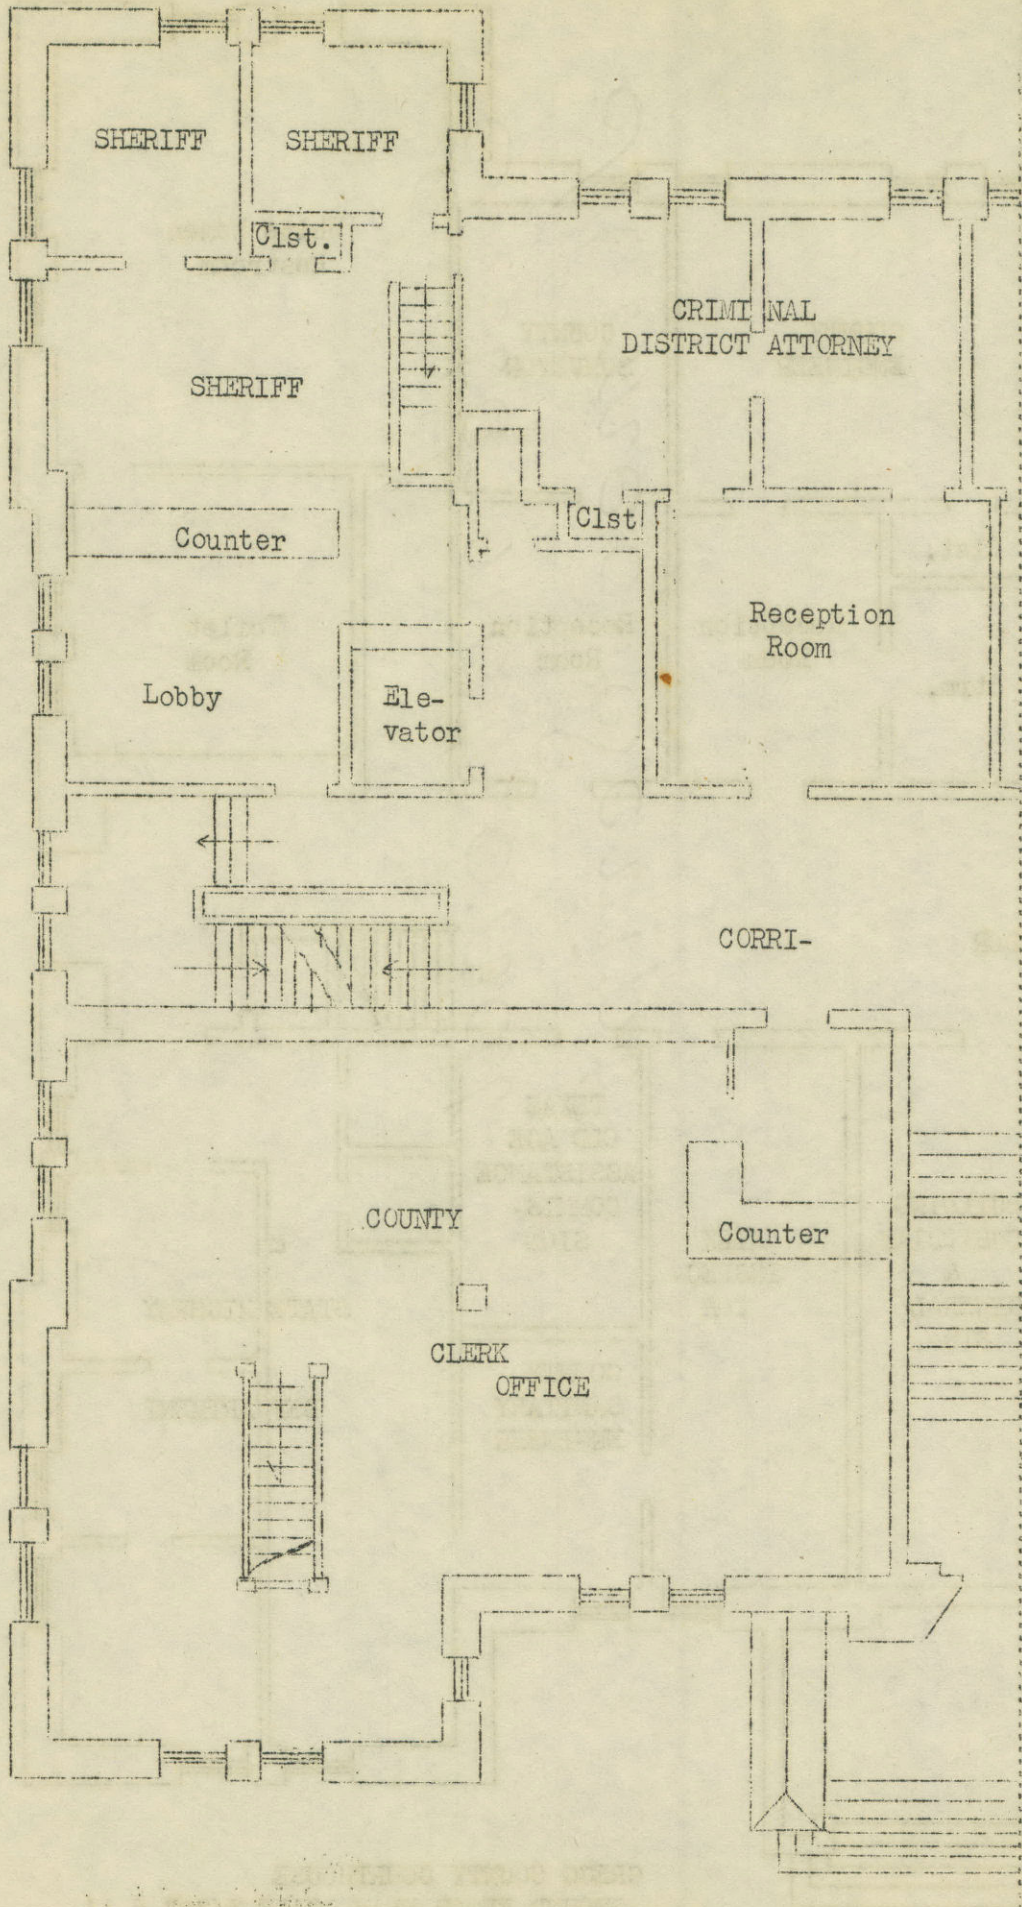 SHERIFF
SHERIFF
Clst.
CRIMINAL
DISTRICT ATTORNEY
SHERIFF
Clst
Counter
Reception
Room
Lobby
Ele-
vator
CORRI-
COUNTY
Counter
CLERK
OFFICE